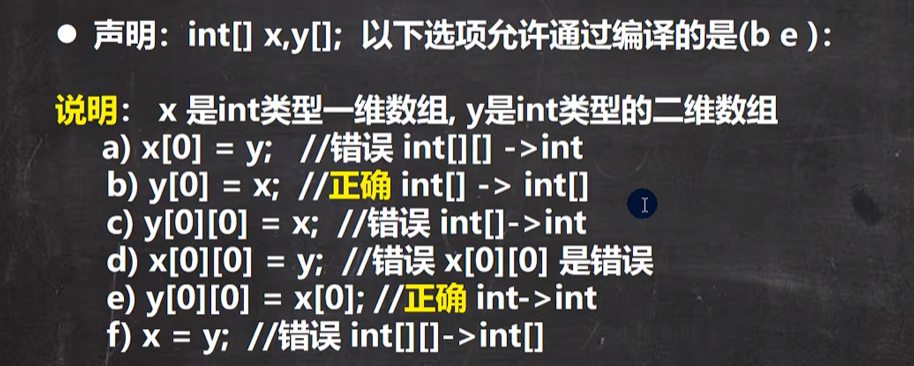 ● 声明：int[] x,y[]; 以下选项允许通过编译的是(b e )：
说明： x 是int类型一维数组, y是int类型的二维数组
a) x[0] = y; //错误 int[][] ->int
b) y[0] = x; //正确 int[] -> int[]
c) y[0][0] = x; //错误 int[]->int
d) x[0][0] = y; //错误 x[0][0] 是错误
e) y[0][0] = x[0]; //正确 int->int
f) x = y; //错误 int[][]->int[]